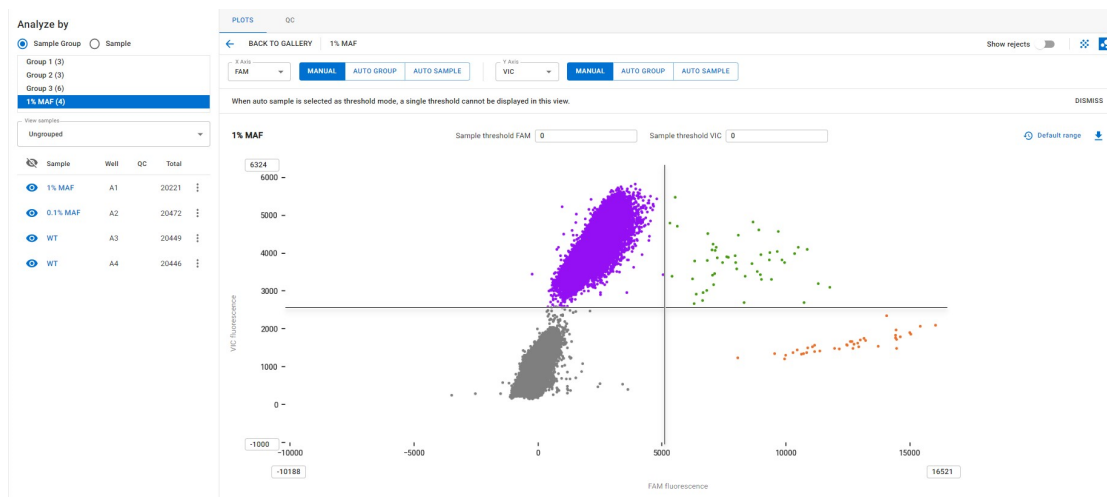 Analyze by
Sample Group Sample
Group 1 (3)
Group 2 (3)
Group 3 (6)
1% MAF (4)
View samples
Ungrouped
Sample Well QC Total
1% MAF A1 20221
0.1% MAF A2 20472
WT A3 20449
WT A4 20446
PLOTS QC
BACK TO GALLERY 1% MAF Show rejects
X Axis
FAM MANUAL AUTO GROUP AUTO SAMPLE
Y Axis
VIC MANUAL AUTO GROUP AUTO SAMPLE
When auto sample is selected as threshold mode, a single threshold cannot be displayed in this view. DISMISS
1% MAF Sample threshold FAM 0 Sample threshold VIC 0 Default range
6324
6000
5000
4000
3000
2000
1000
0
-1000
VIC fluorescence
-10000 -5000 0 5000 10000 15000
-10188 16521
FAM fluorescence